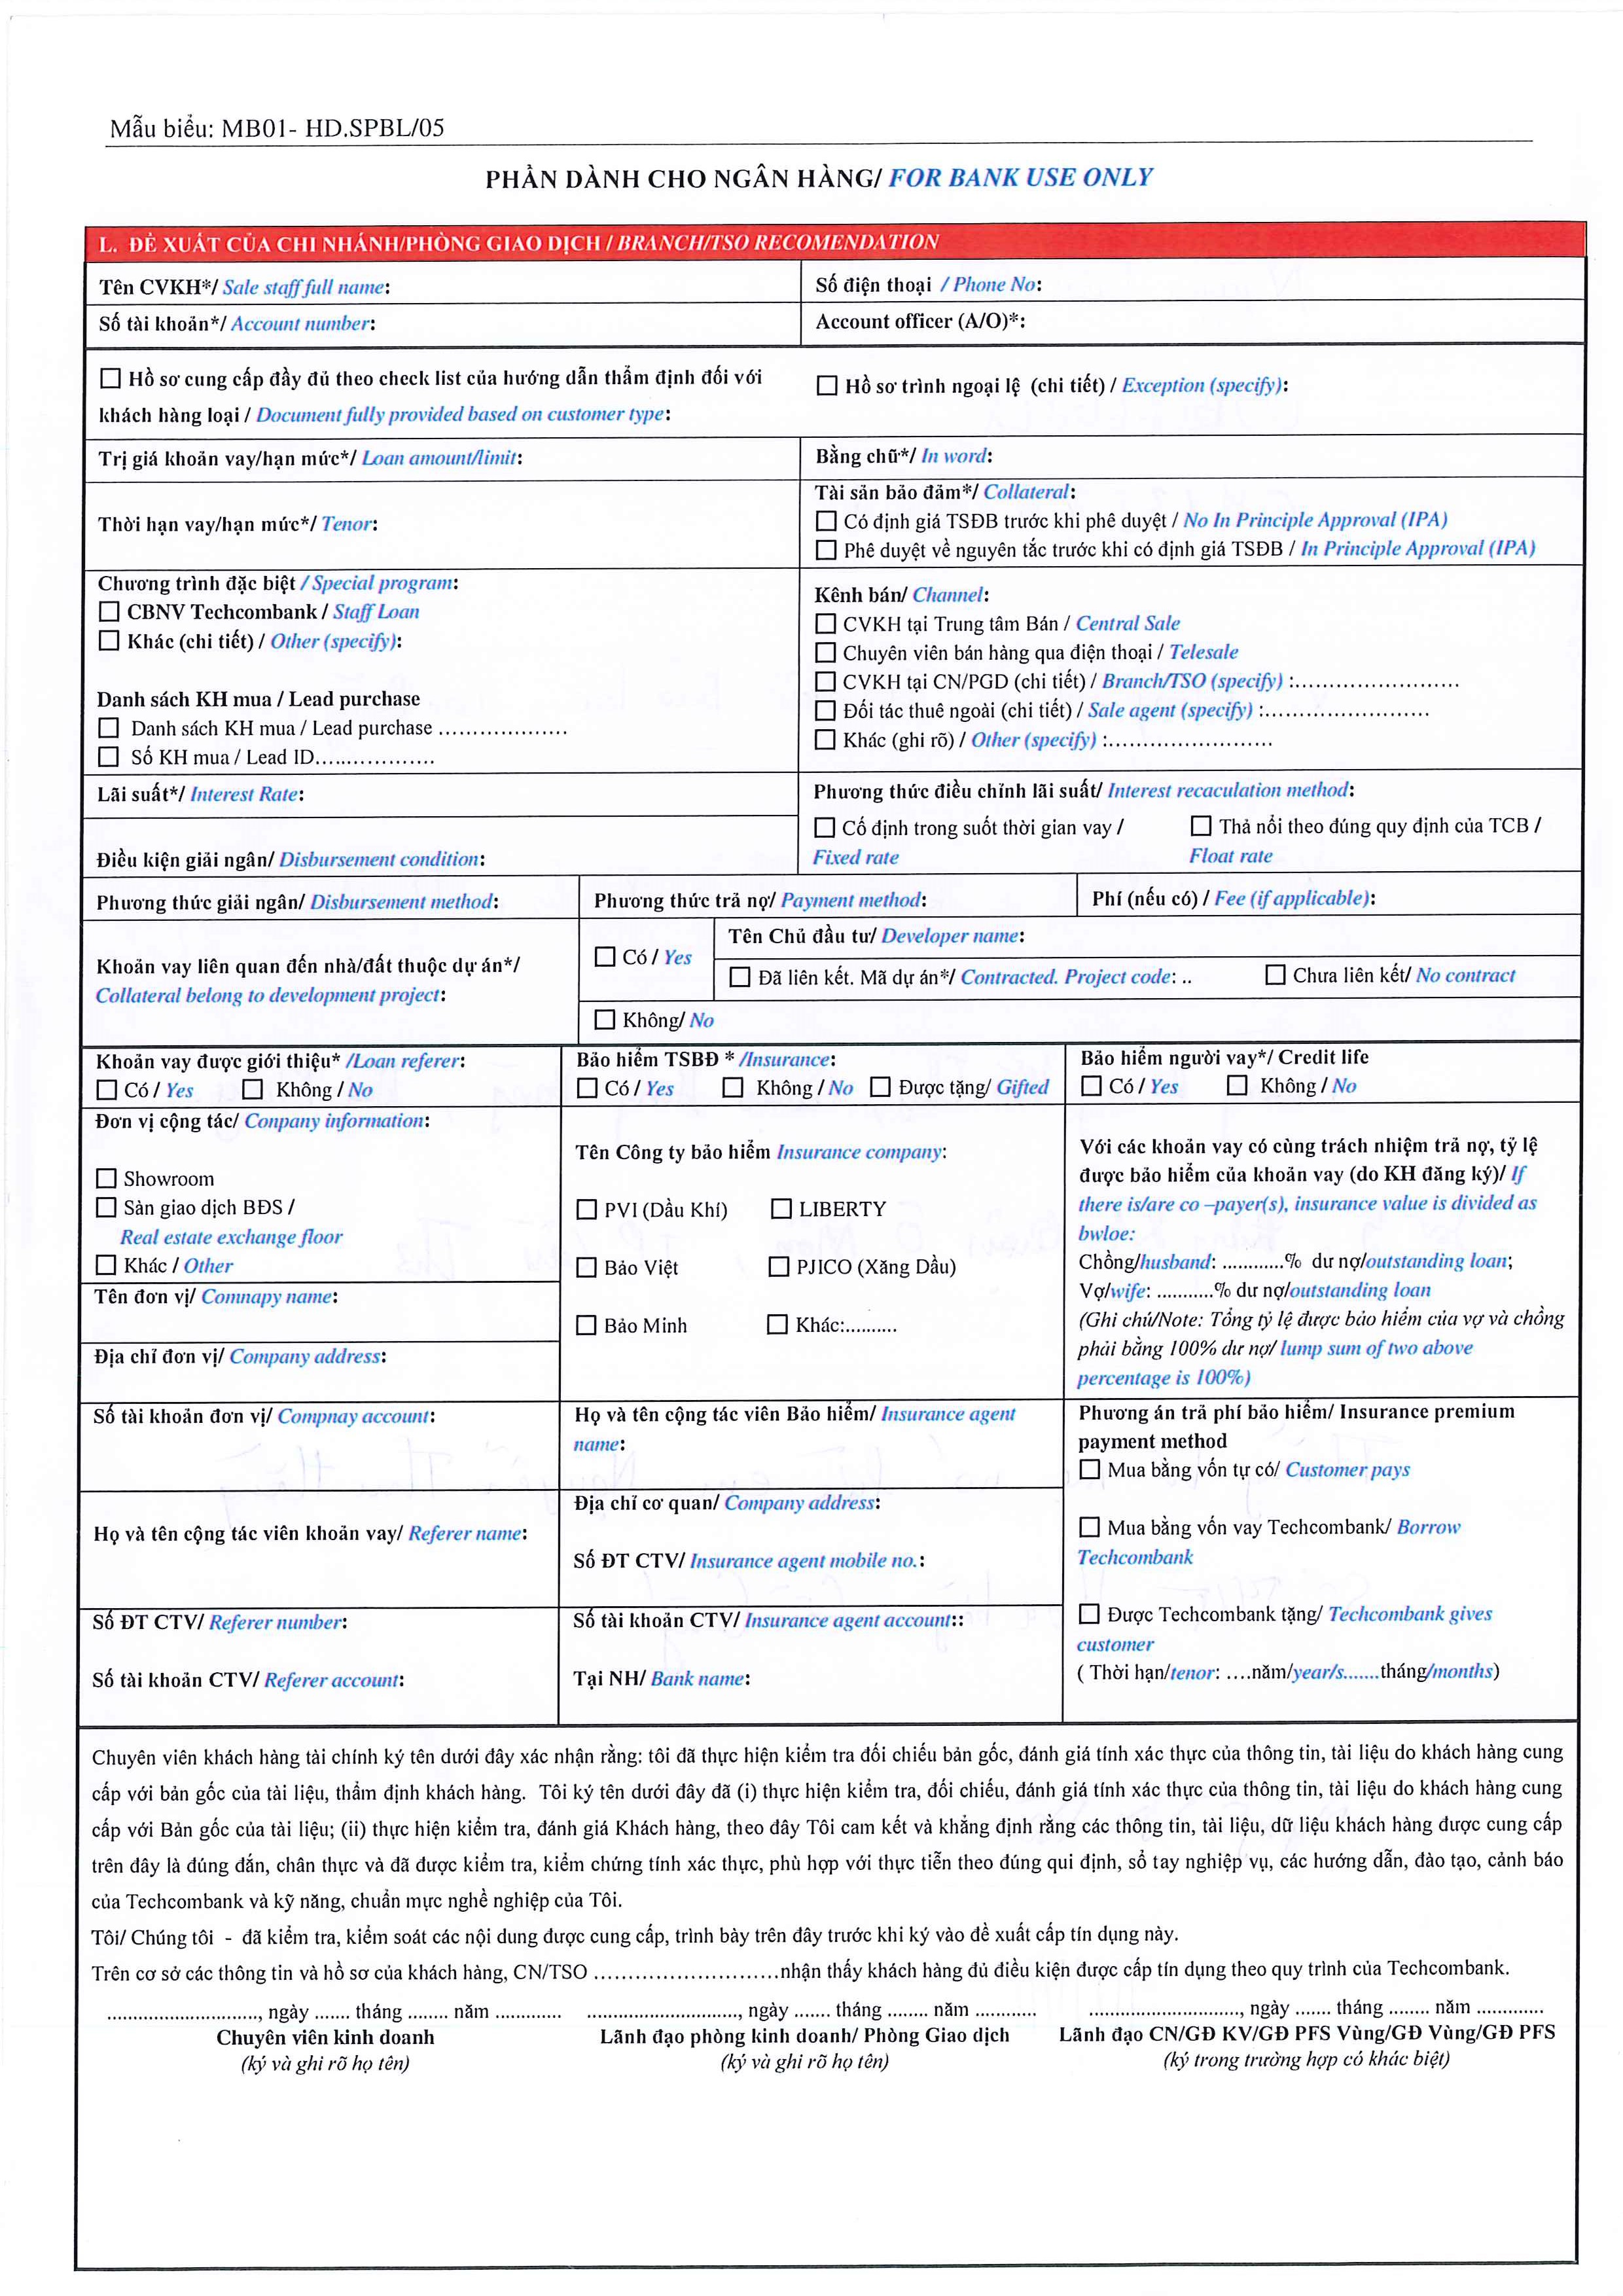 Mẫu biểu: MB01- HD.SPBL/05
PHẦN DÀNH CHO NGÂN HÀNG/ FOR BANK USE ONLY
L. ĐỀ XUẤT CỦA CHI NHÁNH/PHÒNG GIAO DỊCH / BRANCH/TSO RECOMENDATION
Tên CVKH*/ Sale staff full name:
Số điện thoại / Phone No:
Số tài khoản*/ Account number:
Account officer (A/O)*:
☐ Hồ sơ cung cấp đầy đủ theo check list của hướng dẫn thẩm định đối với
khách hàng loại / Document fully provided based on customer type:
☐ Hồ sơ trình ngoại lệ (chi tiết) / Exception (specify):
Trị giá khoản vay/hạn mức*/ Loan amount/limit:
Bằng chữ*/ In word:
Thời hạn vay/hạn mức*/ Tenor:
Tài sản bảo đảm*/ Collateral:
☐ Có định giá TSĐB trước khi phê duyệt / No In Principle Approval (IPA)
☐ Phê duyệt về nguyên tắc trước khi có định giá TSĐB / In Principle Approval (IPA)
Chương trình đặc biệt / Special program:
☐ CBNV Techcombank / Staff Loan
☐ Khác (chi tiết) / Other (specify):
Danh sách KH mua / Lead purchase
☐ Danh sách KH mua / Lead purchase ..................
☐ Số KH mua / Lead ID.................
Kênh bán/ Channel:
☐ CVKH tại Trung tâm Bán / Central Sale
☐ Chuyên viên bán hàng qua điện thoại / Telesale
☐ CVKH tại CN/PGD (chi tiết) / Branch/TSO (specify) :.......................
☐ Đối tác thuê ngoài (chi tiết) / Sale agent (specify) :.......................
☐ Khác (ghi rõ) / Other (specify) :.......................
Lãi suất*/ Interest Rate:
Điều kiện giải ngân/ Disbursement condition:
Phương thức điều chỉnh lãi suất/ Interest recaculation method:
☐ Cố định trong suốt thời gian vay / ☐ Thả nổi theo đúng quy định của TCB /
Fixed rate Float rate
Phương thức giải ngân/ Disbursement method:
Phương thức trả nợ/ Payment method:
Phí (nếu có) / Fee (if applicable):
Khoản vay liên quan đến nhà/đất thuộc dự án*/
Collateral belong to development project:
☐ Có / Yes
Tên Chủ đầu tư/ Developer name:
☐ Đã liên kết. Mã dự án*/ Contracted. Project code: .. ☐ Chưa liên kết/ No contract
☐ Không/ No
Khoản vay được giới thiệu* /Loan referer:
☐ Có / Yes ☐ Không / No
Bảo hiểm TSBĐ * /Insurance:
☐ Có / Yes ☐ Không / No ☐ Được tặng/ Gifted
Bảo hiểm người vay*/ Credit life
☐ Có / Yes ☐ Không / No
Đơn vị cộng tác/ Conpany information:
☐ Showroom
☐ Sàn giao dịch BĐS /
Real estate exchange floor
☐ Khác / Other
Tên đơn vị/ Comnapy name:
Địa chỉ đơn vị/ Company address:
Tên Công ty bảo hiểm Insurance company:
☐ PVI (Dầu Khí) ☐ LIBERTY
☐ Bảo Việt ☐ PJICO (Xăng Dầu)
☐ Bảo Minh ☐ Khác:..........
Với các khoản vay có cùng trách nhiệm trả nợ, tỷ lệ
được bảo hiểm của khoản vay (do KH đăng ký)/ If
there is/are co –payer(s), insurance value is divided as
bwloe:
Chồng/husband: ............% dư nợ/outstanding loan;
Vợ/wife: ...........% dư nợ/outstanding loan
(Ghi chú/Note: Tổng tỷ lệ được bảo hiểm của vợ và chồng
phải bằng 100% dư nợ/ lump sum of two above
percentage is 100%)
Số tài khoản đơn vị/ Compnay account:
Họ và tên cộng tác viên Bảo hiểm/ Insurance agent
name:
Phương án trả phí bảo hiểm/ Insurance premium
payment method
☐ Mua bằng vốn tự có/ Customer pays
☐ Mua bằng vốn vay Techcombank/ Borrow
Techcombank
☐ Được Techcombank tặng/ Techcombank gives
customer
( Thời hạn/tenor: ....năm/year/s.......tháng/months)
Họ và tên cộng tác viên khoản vay/ Referer name:
Địa chỉ cơ quan/ Company address:
Số ĐT CTV/ Insurance agent mobile no.:
Số ĐT CTV/ Referer number:
Số tài khoản CTV/ Referer account:
Số tài khoản CTV/ Insurance agent account::
Tại NH/ Bank name:
Chuyên viên khách hàng tài chính ký tên dưới đây xác nhận rằng: tôi đã thực hiện kiểm tra đối chiếu bản gốc, đánh giá tính xác thực của thông tin, tài liệu do khách hàng cung
cấp với bản gốc của tài liệu, thẩm định khách hàng. Tôi ký tên dưới đây đã (i) thực hiện kiểm tra, đối chiếu, đánh giá tính xác thực của thông tin, tài liệu do khách hàng cung
cấp với Bản gốc của tài liệu; (ii) thực hiện kiểm tra, đánh giá Khách hàng, theo đây Tôi cam kết và khẳng định rằng các thông tin, tài liệu, dữ liệu khách hàng được cung cấp
trên đây là đúng đắn, chân thực và đã được kiểm tra, kiểm chứng tính xác thực, phù hợp với thực tiễn theo đúng qui định, sổ tay nghiệp vụ, các hướng dẫn, đào tạo, cảnh báo
của Techcombank và kỹ năng, chuẩn mực nghề nghiệp của Tôi.
Tôi/ Chúng tôi - đã kiểm tra, kiểm soát các nội dung được cung cấp, trình bày trên đây trước khi ký vào đề xuất cấp tín dụng này.
Trên cơ sở các thông tin và hồ sơ của khách hàng, CN/TSO ..........................nhận thấy khách hàng đủ điều kiện được cấp tín dụng theo quy trình của Techcombank.
............................, ngày ....... tháng ....... năm ............ ............................, ngày ....... tháng ....... năm ............ ............................, ngày ....... tháng ....... năm ............
Chuyên viên kinh doanh Lãnh đạo phòng kinh doanh/ Phòng Giao dịch Lãnh đạo CN/GĐ KV/GĐ PFS Vùng/GĐ Vùng/GĐ PFS
(ký và ghi rõ họ tên) (ký và ghi rõ họ tên) (ký trong trường hợp có khác biệt)